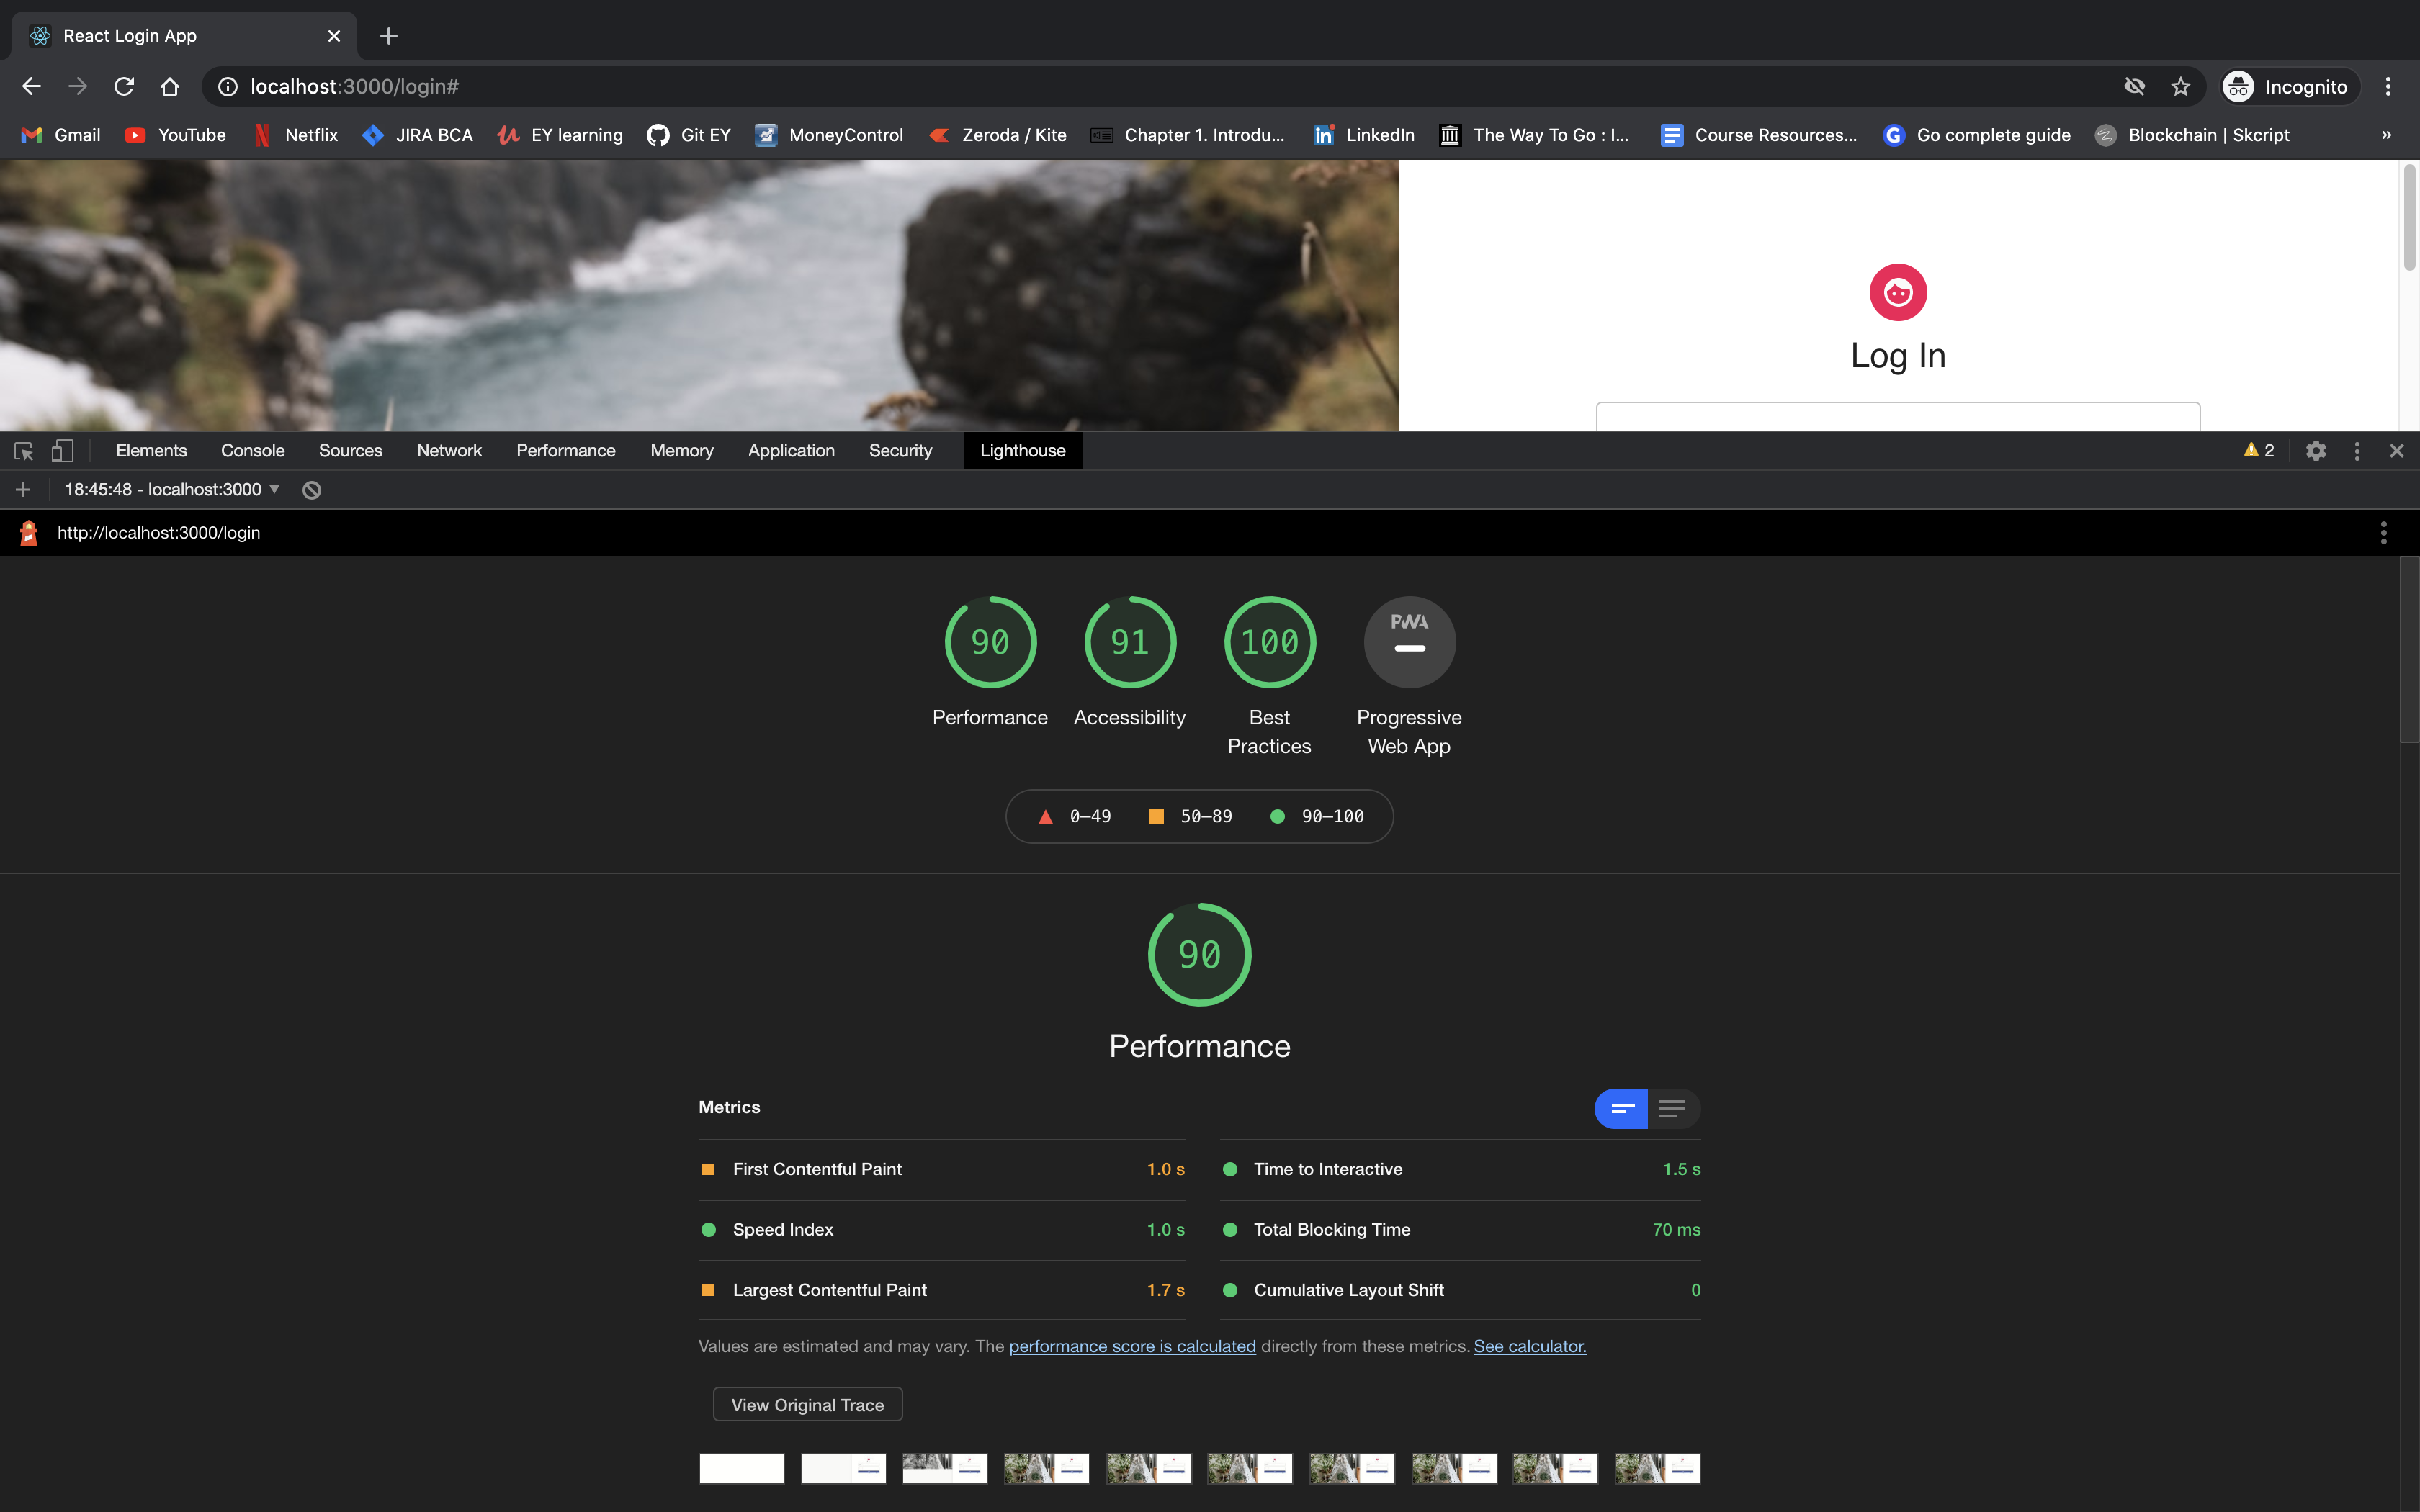 React Login App
localhost:3000/login#
Incognito
Gmail YouTube Netflix JIRA BCA EY learning Git EY MoneyControl Zeroda / Kite Chapter 1. Introdu... LinkedIn The Way To Go : I... Course Resources... Go complete guide Blockchain | Skcript »
Log In
Elements Console Sources Network Performance Memory Application Security Lighthouse 2
18:45:48 - localhost:3000
http://localhost:3000/login
90 91 100 PWA
Performance Accessibility Best Practices Progressive Web App
0–49 50–89 90–100
90
Performance
Metrics
First Contentful Paint 1.0 s Time to Interactive 1.5 s
Speed Index 1.0 s Total Blocking Time 70 ms
Largest Contentful Paint 1.7 s Cumulative Layout Shift 0
Values are estimated and may vary. The performance score is calculated directly from these metrics. See calculator.
View Original Trace